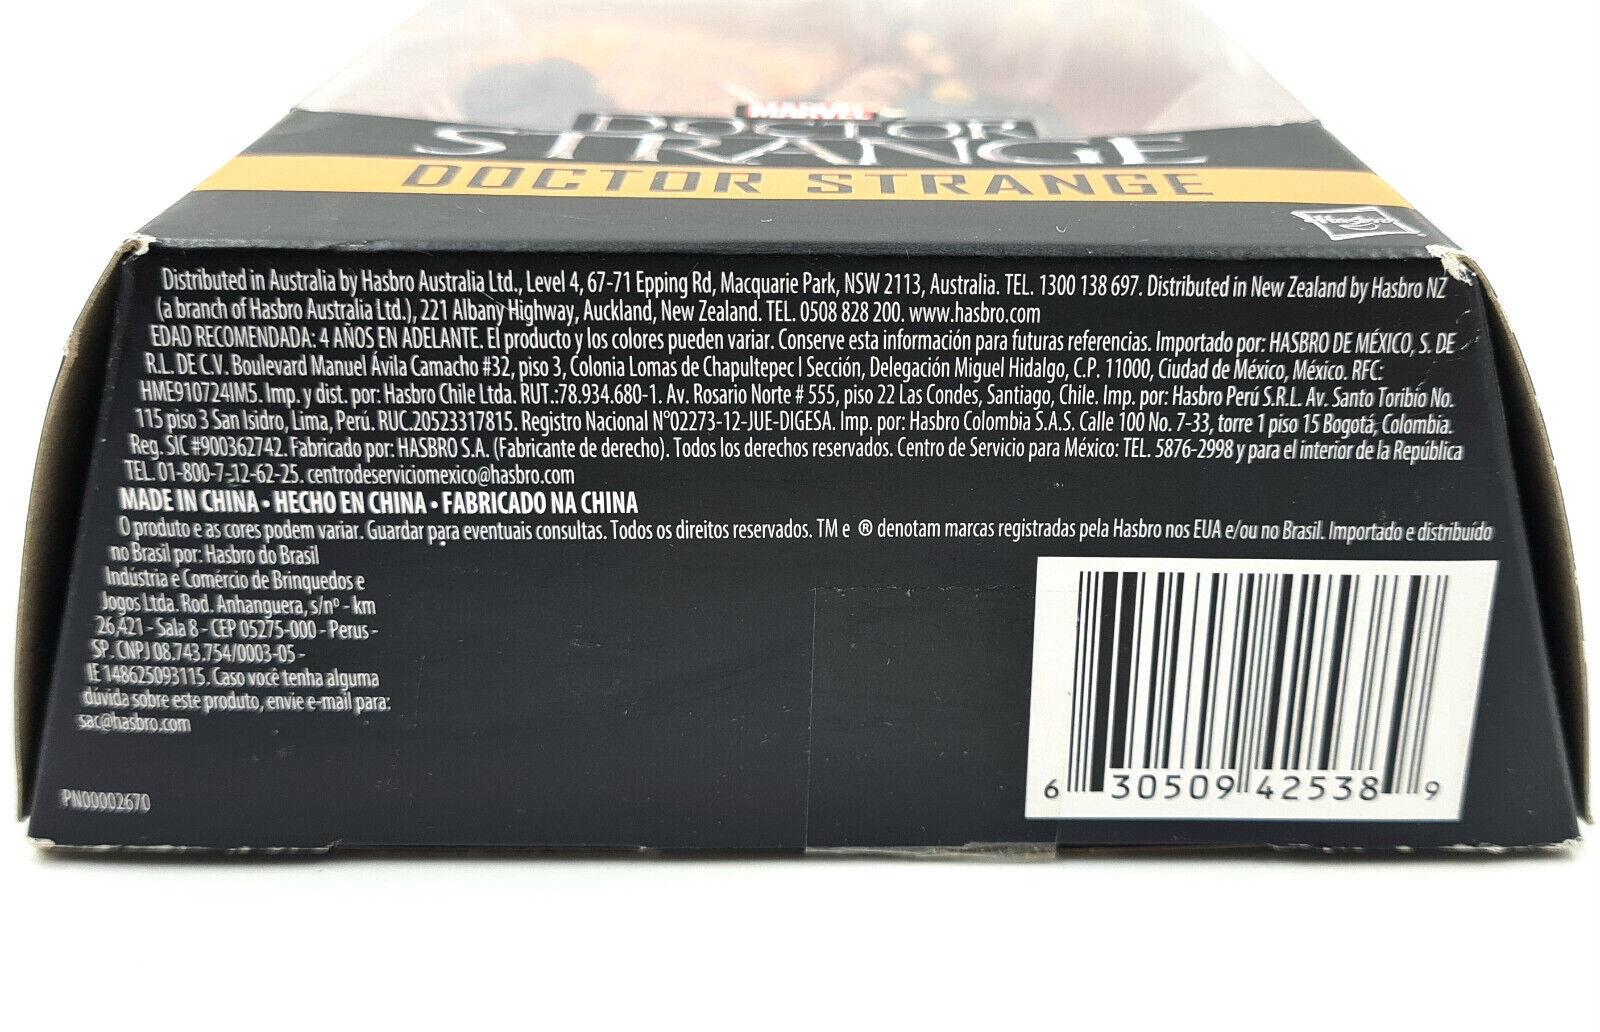 MARVEL
DOCTOR
STRANGE
DOCTOR STRANGE
Hasbro
Distributed in Australia by Hasbro Australia Ltd., Level 4, 67-71 Epping Rd, Macquarie Park, NSW 2113, Australia. TEL. 1300 138 697. Distributed in New Zealand by Hasbro NZ
(a branch of Hasbro Australia Ltd.), 221 Albany Highway, Auckland, New Zealand. TEL. 0508 828 200. www.hasbro.com
EDAD RECOMENDADA: 4 AÑOS EN ADELANTE. El producto y los colores pueden variar. Conserve esta información para futuras referencias. Importado por: HASBRO DE MÉXICO, S. DE
R.L. DE C.V. Boulevard Manuel Ávila Camacho #32, piso 3, Colonia Lomas de Chapultepec I Sección, Delegación Miguel Hidalgo, C.P. 11000, Ciudad de México, México. RFC:
HME910724IM5. Imp. y dist. por: Hasbro Chile Ltda. RUT.:78.934.680-1. Av. Rosario Norte # 555, piso 22 Las Condes, Santiago, Chile. Imp. por: Hasbro Perú S.R.L. Av. Santo Toribio No.
115 piso 3 San Isidro, Lima, Perú. RUC.20523317815. Registro Nacional N°02273-12-JUE-DIGESA. Imp. por: Hasbro Colombia S.A.S. Calle 100 No. 7-33, torre 1 piso 15 Bogotá, Colombia.
Reg. SIC #900362742. Fabricado por: HASBRO S.A. (Fabricante de derecho). Todos los derechos reservados. Centro de Servicio para México: TEL. 5876-2998 y para el interior de la República
TEL. 01-800-7-12-62-25. centrodeserviciomexico@hasbro.com
MADE IN CHINA • HECHO EN CHINA • FABRICADO NA CHINA
O produto e as cores podem variar. Guardar para eventuais consultas. Todos os direitos reservados. TM e ® denotam marcas registradas pela Hasbro nos EUA e/ou no Brasil. Importado e distribuído
no Brasil por: Hasbro do Brasil
Indústria e Comércio de Brinquedos e
Jogos Ltda. Rod. Anhanguera, s/nº - km
26,421 - Sala 8 - CEP 05275-000 - Perus -
SP. CNPJ 08.743.754/0003-05 -
IE 148625093115. Caso você tenha alguma
dúvida sobre este produto, envie e-mail para:
sac@hasbro.com
PN00002670
6 30509 42538 9